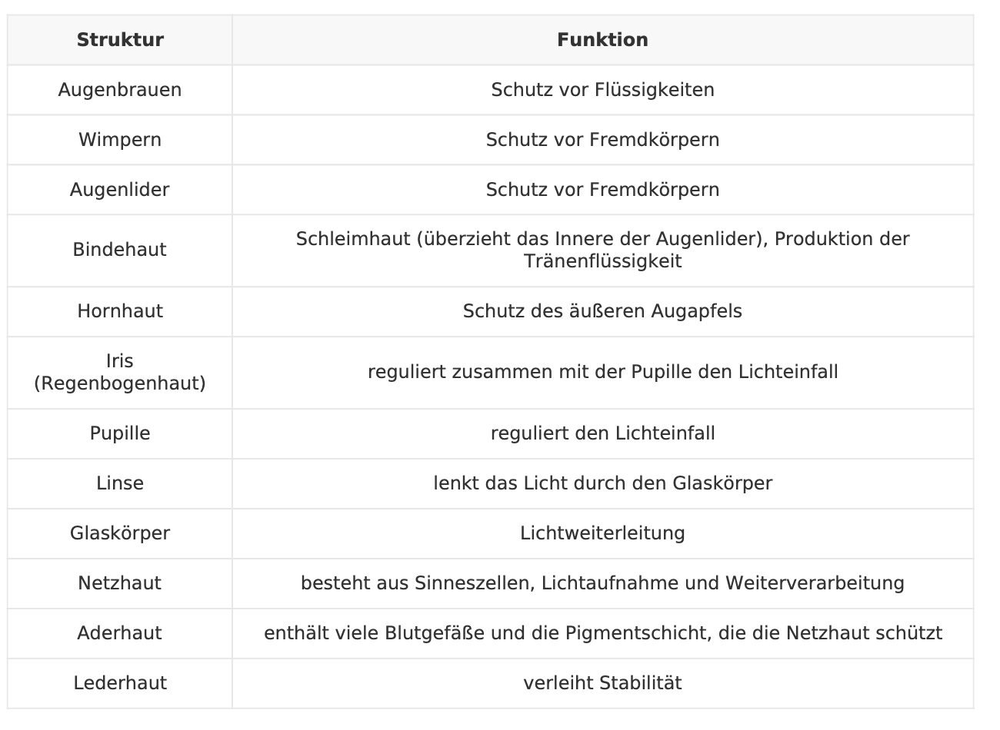 Struktur
Funktion
Augenbrauen
Schutz vor Flüssigkeiten
Wimpern
Schutz vor Fremdkörpern
Augenlider
Schutz vor Fremdkörpern
Bindehaut
Schleimhaut (überzieht das Innere der Augenlider), Produktion der
Tränenflüssigkeit
Hornhaut
Schutz des äußeren Augapfels
Iris
(Regenbogenhaut)
reguliert zusammen mit der Pupille den Lichteinfall
Pupille
reguliert den Lichteinfall
Linse
lenkt das Licht durch den Glaskörper
Glaskörper
Lichtweiterleitung
Netzhaut
besteht aus Sinneszellen, Lichtaufnahme und Weiterverarbeitung
Aderhaut
enthält viele Blutgefäße und die Pigmentschicht, die die Netzhaut schützt
Lederhaut
verleiht Stabilität